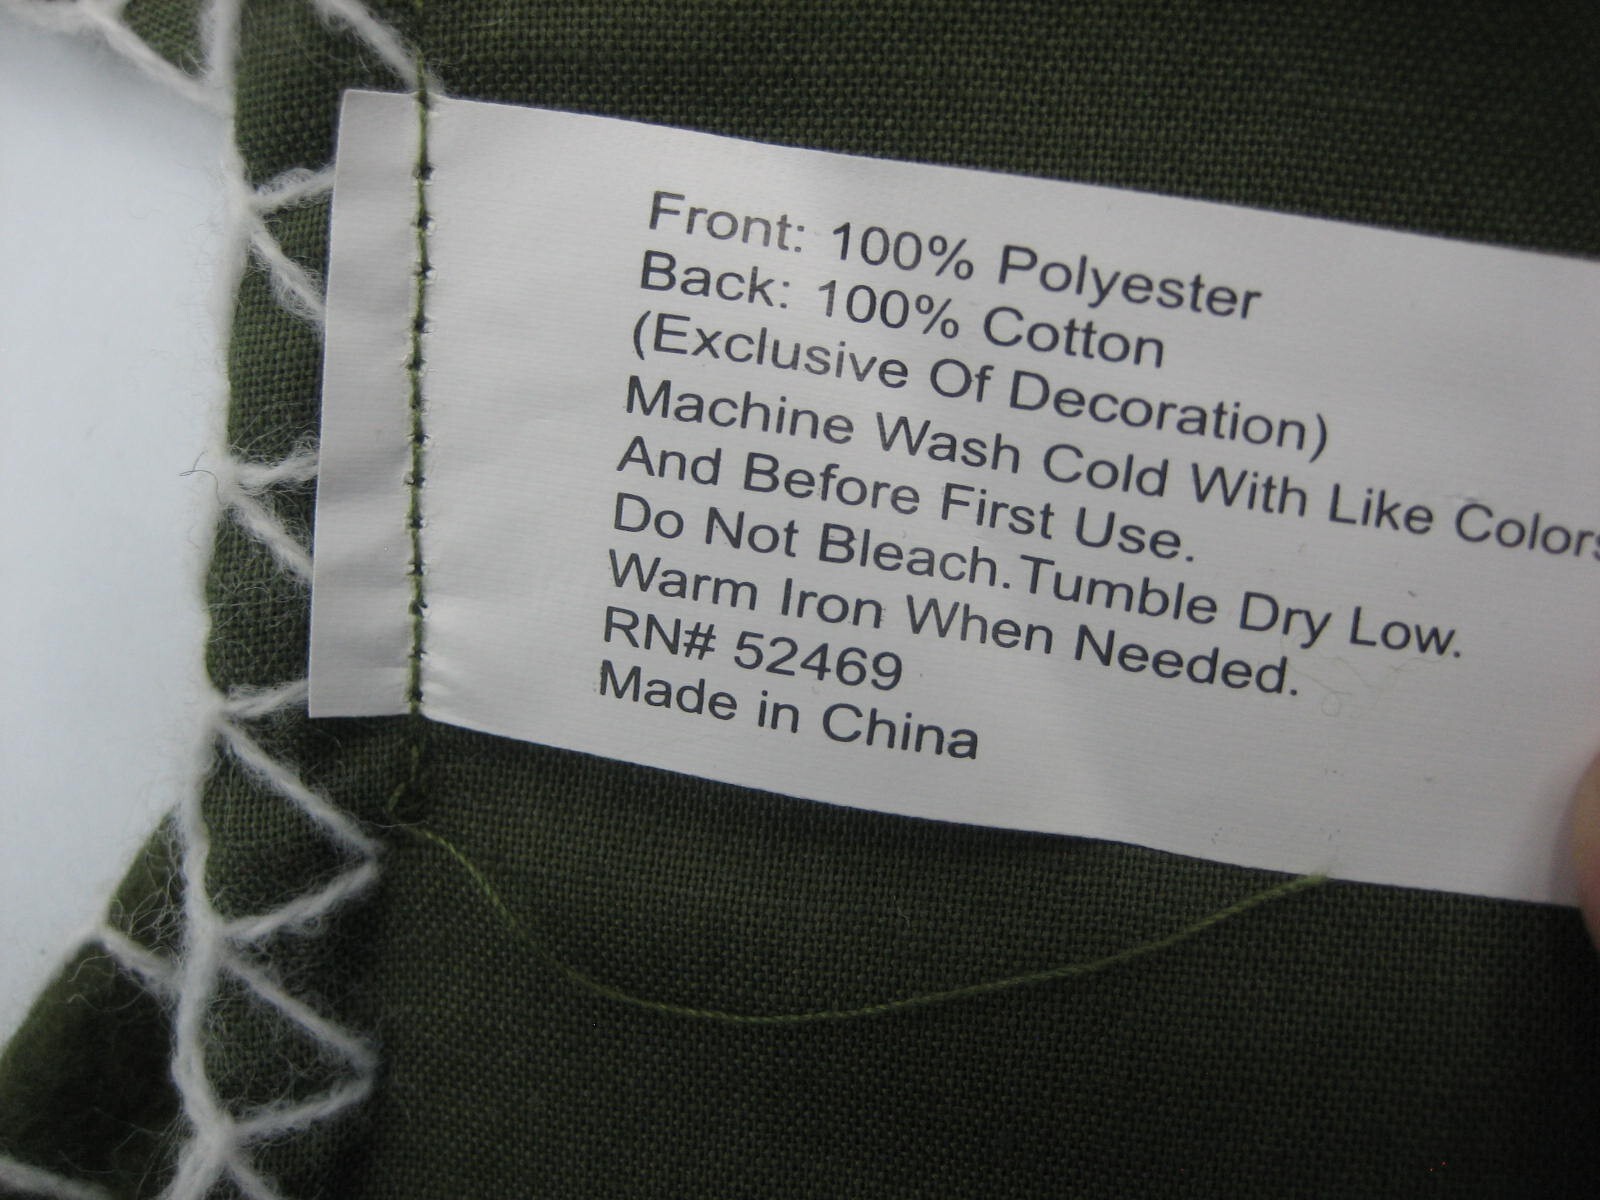 Front: 100% Polyester
Back: 100% Cotton
(Exclusive Of Decoration)
Machine Wash Cold With Like Colors
And Before First Use.
Do Not Bleach.Tumble Dry Low.
Warm Iron When Needed.
RN# 52469
Made in China